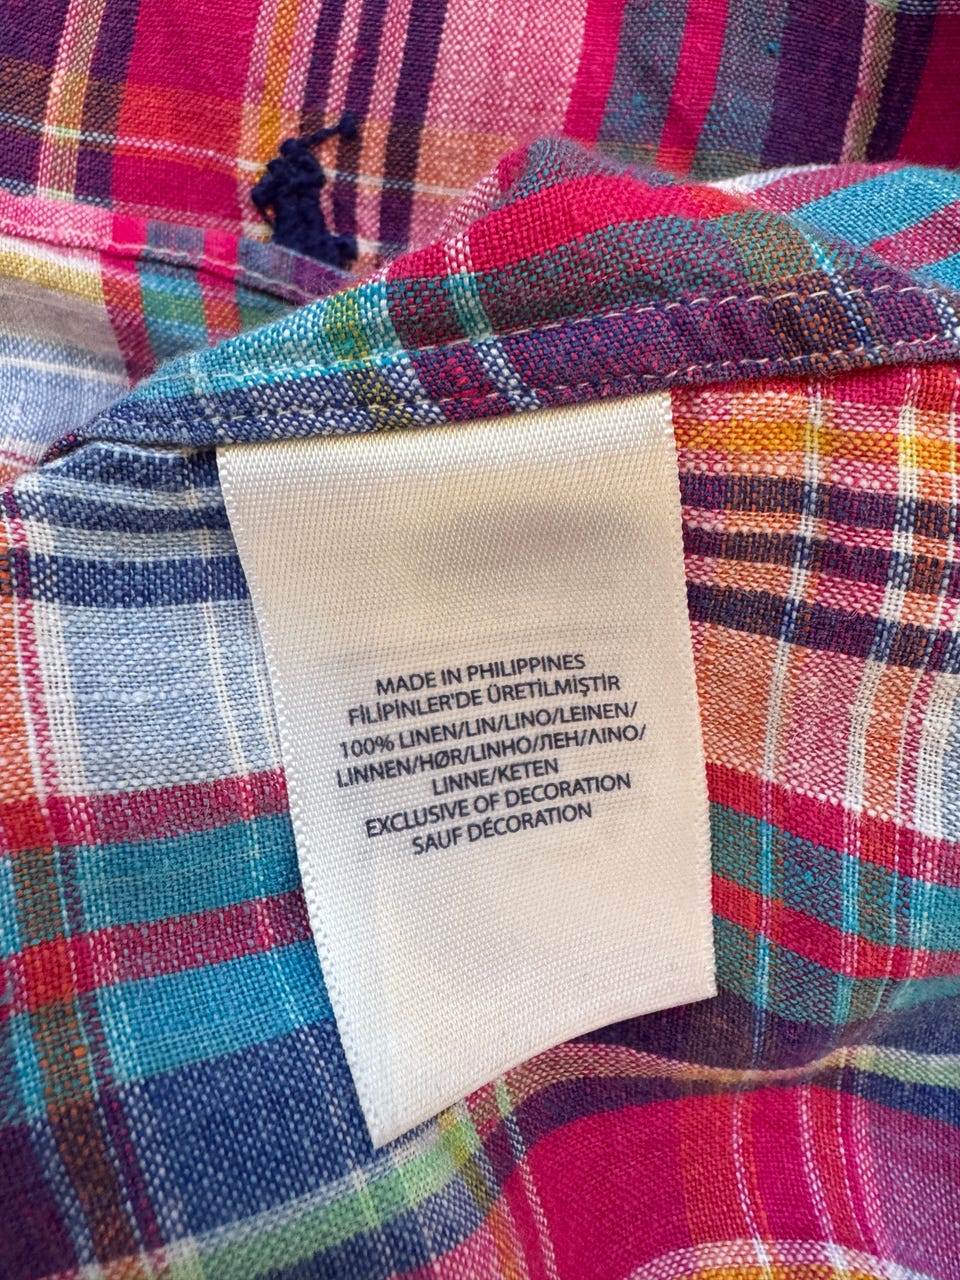 MADE IN PHILIPPINES
FİLİPİNLER'DE ÜRETİLMİŞTİR
100% LINEN/LIN/LINO/LEINEN/
LINNEN/HØR/LINHO/ЛЕН/ΛΙΝΟ/
LINNE/KETEN
EXCLUSIVE OF DECORATION
SAUF DÉCORATION